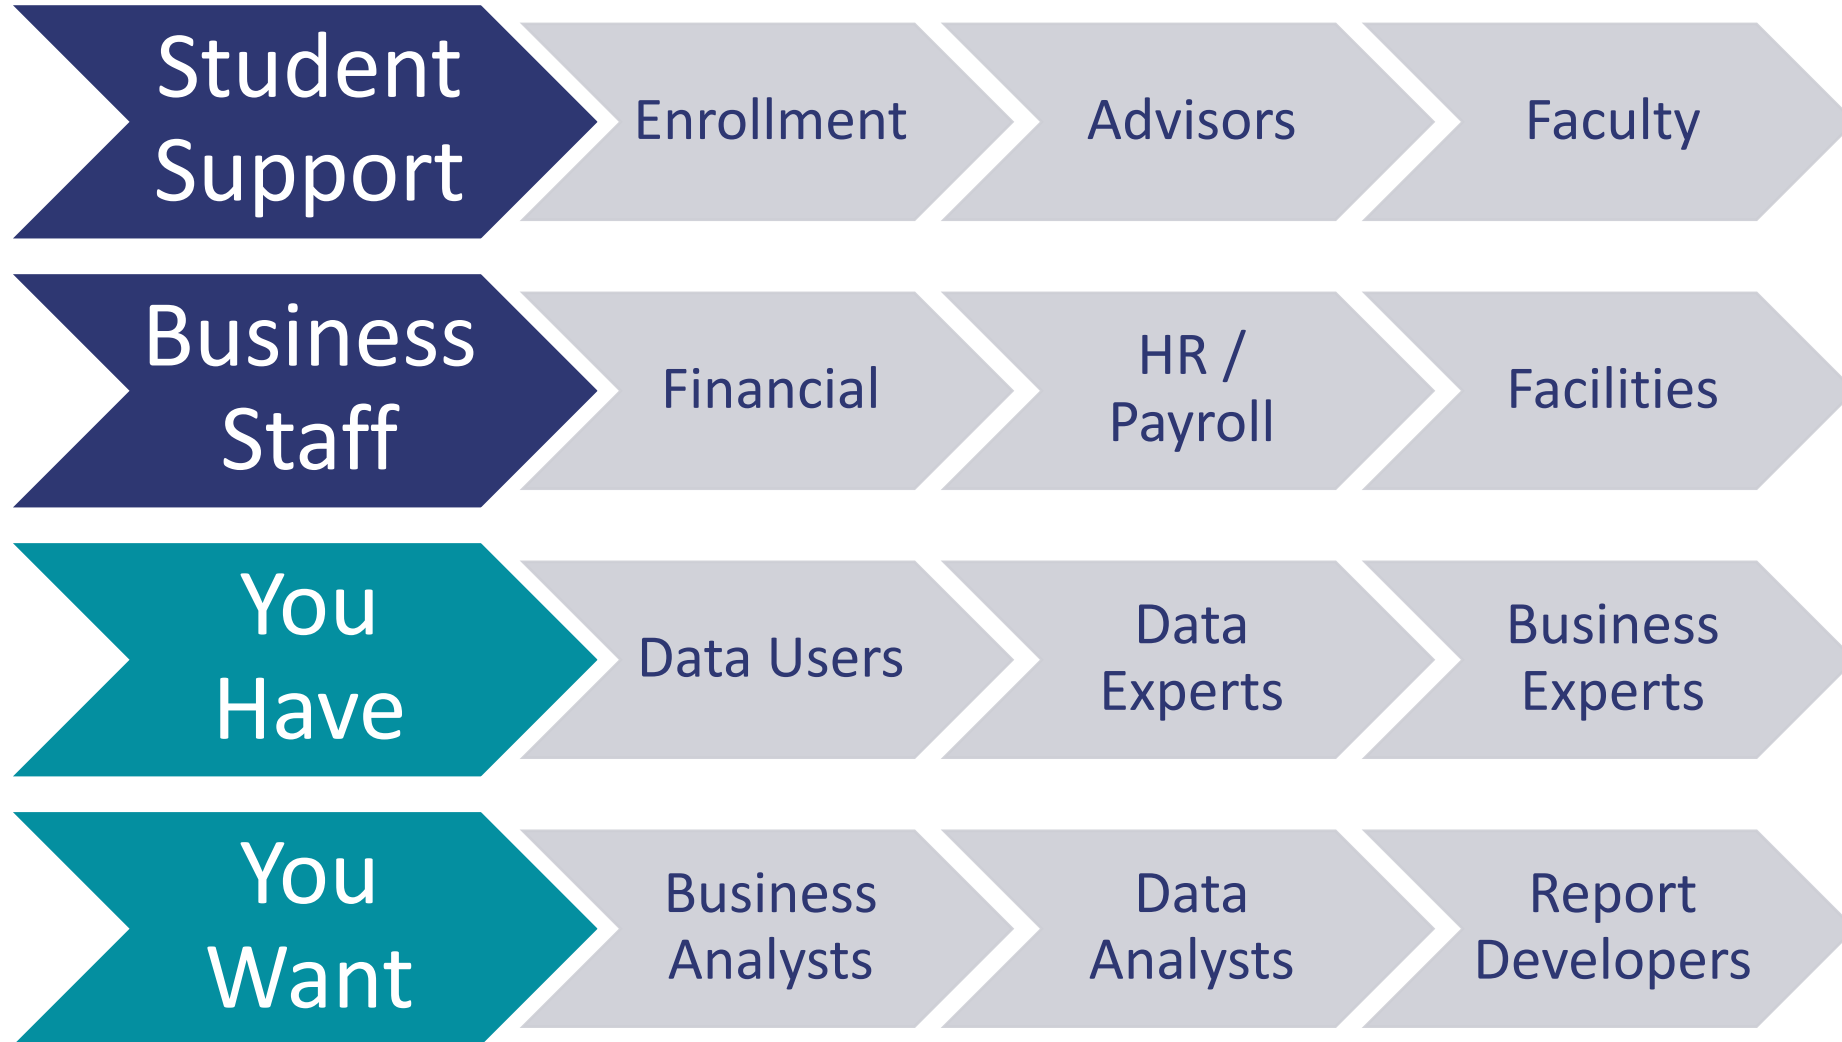 Student
Support
Enrollment
Advisors
Faculty
Business
Staff
Financial
HR /
Payroll
Facilities
You
Have
Data Users
Data
Experts
Business
Experts
You
Want
Business
Analysts
Data
Analysts
Report
Developers